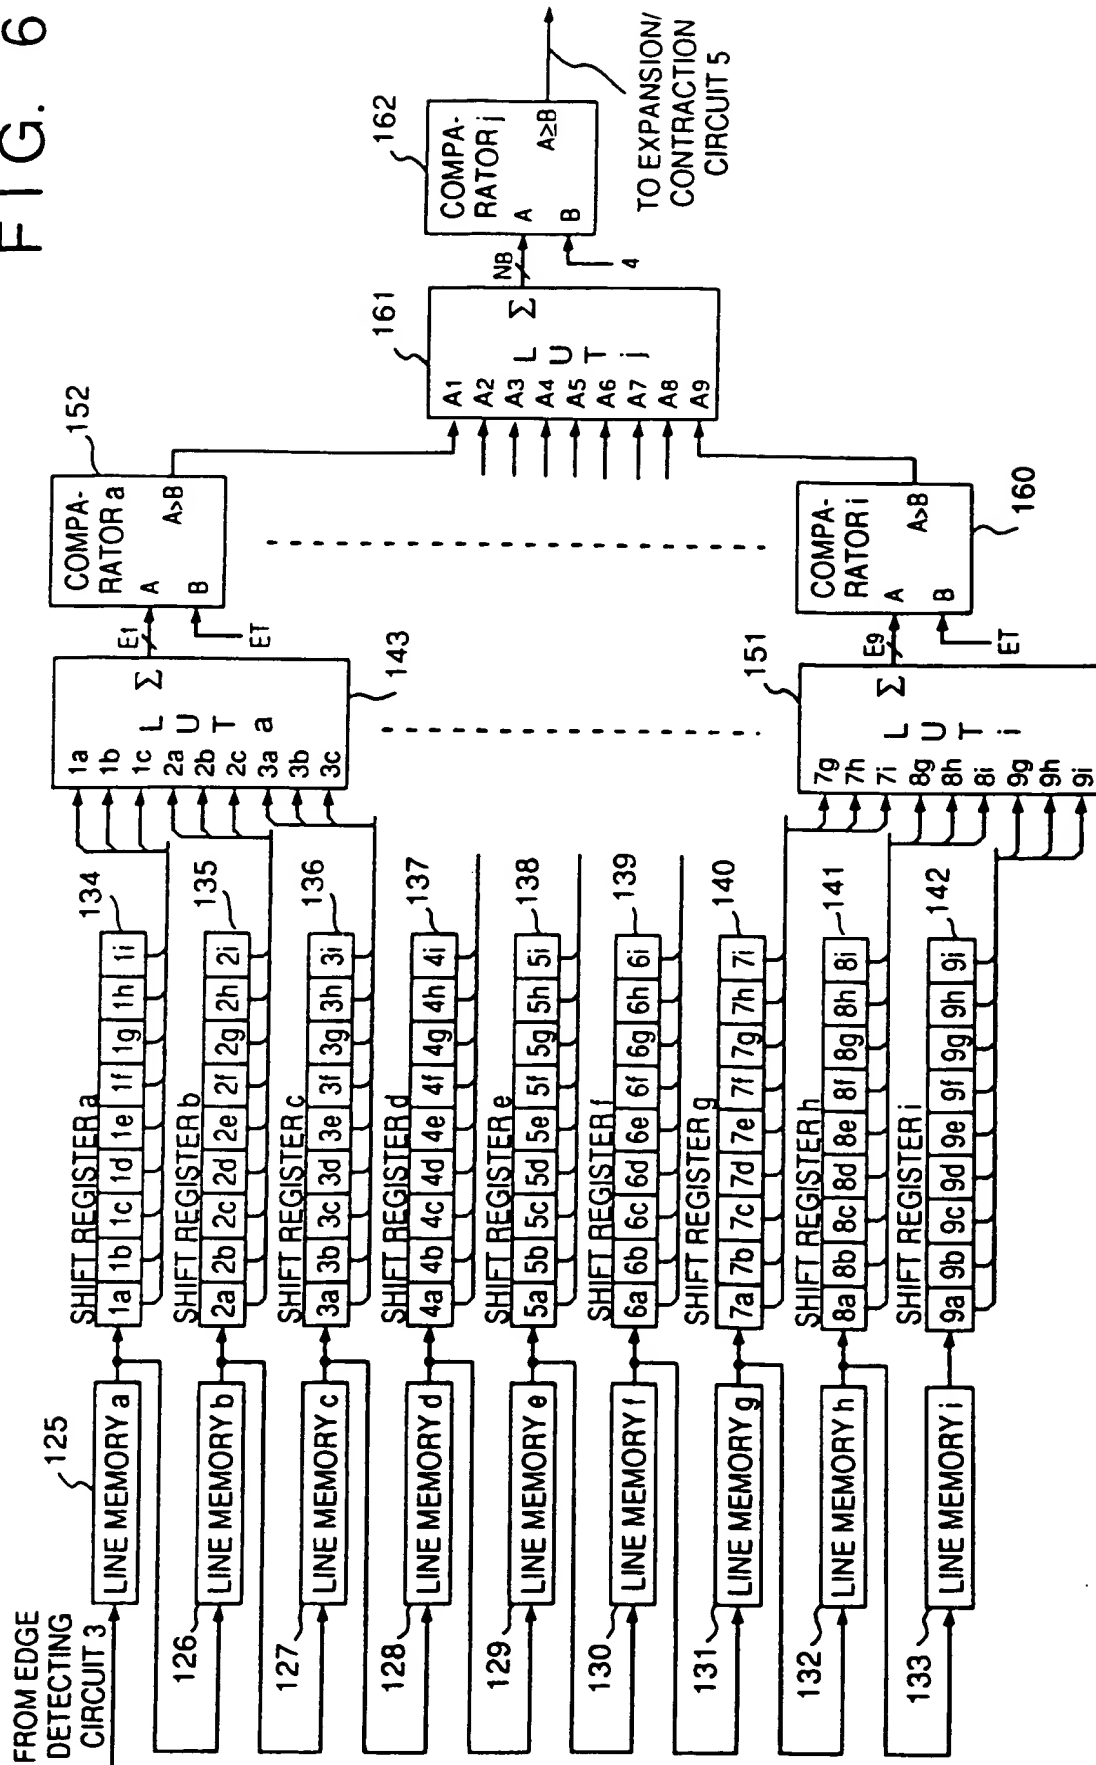 FIG. 6
FROM EDGE
DETECTING
CIRCUIT 3
125
LINE MEMORY a
126
LINE MEMORY b
127
LINE MEMORY c
128
LINE MEMORY d
129
LINE MEMORY e
130
LINE MEMORY f
131
LINE MEMORY g
132
LINE MEMORY h
133
LINE MEMORY i
SHIFT REGISTER a
134
1a 1b 1c 1d 1e 1f 1g 1h 1i
SHIFT REGISTER b
135
2a 2b 2c 2d 2e 2f 2g 2h 2i
SHIFT REGISTER c
136
3a 3b 3c 3d 3e 3f 3g 3h 3i
SHIFT REGISTER d
137
4a 4b 4c 4d 4e 4f 4g 4h 4i
SHIFT REGISTER e
138
5a 5b 5c 5d 5e 5f 5g 5h 5i
SHIFT REGISTER f
139
6a 6b 6c 6d 6e 6f 6g 6h 6i
SHIFT REGISTER g
140
7a 7b 7c 7d 7e 7f 7g 7h 7i
SHIFT REGISTER h
141
8a 8b 8c 8d 8e 8f 8g 8h 8i
SHIFT REGISTER i
142
9a 9b 9c 9d 9e 9f 9g 9h 9i
1a
1b
1c
2a
2b
2c
3a
3b
3c
LUT a
Σ
143
7g
7h
7i
8g
8h
8i
9g
9h
9i
LUT i
Σ
151
E1
ET
COMPA-
RATOR a
A
B
A>B
152
E9
ET
COMPA-
RATOR i
A
B
A>B
160
A1
A2
A3
A4
A5
A6
A7
A8
A9
LUT j
Σ
161
NB
4
COMPA-
RATOR j
A
B
A≥B
162
TO EXPANSION/
CONTRACTION
CIRCUIT 5